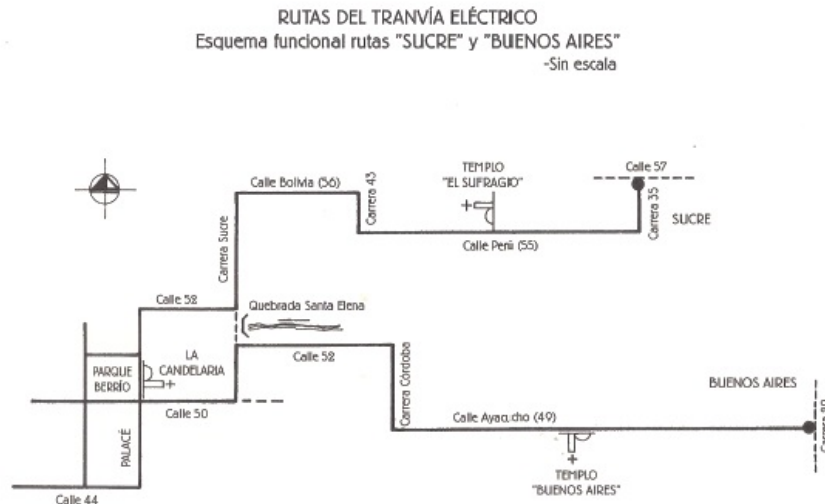 RUTAS DEL TRANVÍA ELÉCTRICO
Esquema funcional rutas "SUCRE" y "BUENOS AIRES"
-Sin escala
TEMPLO
"EL SUFRAGIO"
Calle 57
Calle Bolivia (56)
Carrera 43
Carrera 35
SUCRE
Calle Perú (55)
Carrera Sucre
Calle 52
Quebrada Santa Elena
LA
CANDELARIA
PARQUE
BERRÍO
Calle 52
Carrera Córdoba
BUENOS AIRES
Calle 50
Calle Ayacucho (49)
Carrera
PALACÉ
TEMPLO
"BUENOS AIRES"
Calle 44